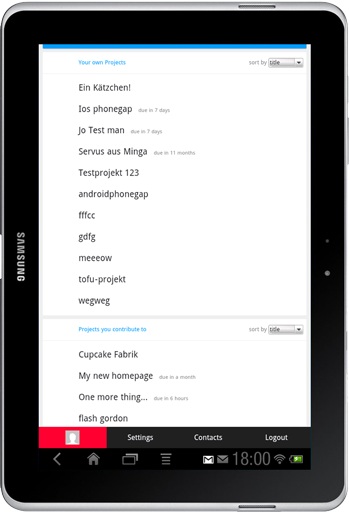 Your own Projects sort by title
Ein Kätzchen!
Ios phonegap due in 7 days
Jo Test man due in 7 days
Servus aus Minga due in 11 months
Testprojekt 123
androidphonegap
fffcc
gdfg
meeeow
tofu-projekt
wegweg
Projects you contribute to sort by title
Cupcake Fabrik
My new homepage due in a month
One more thing... due in 6 hours
flash gordon
Settings Contacts Logout
18:00
SAMSUNG